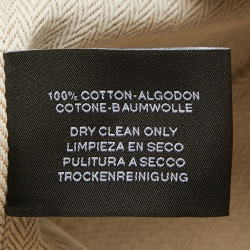 100% COTTON-ALGODON
COTONE-BAUMWOLLE
DRY CLEAN ONLY
LIMPIEZA EN SECO
PULITURA A SECCO
TROCKENREINIGUNG